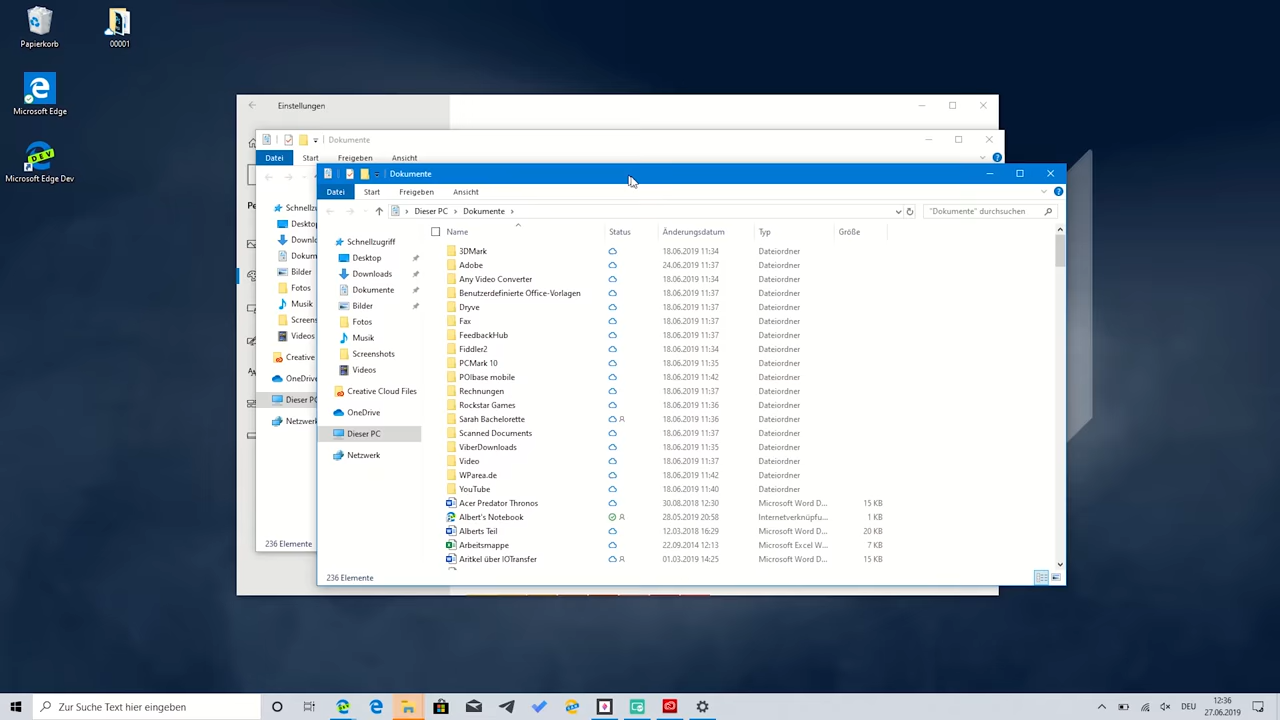 Papierkorb
00001
Microsoft Edge
DEV
Microsoft Edge Dev
Einstellungen
Dokumente
Datei Start Freigeben Ansicht
Dokumente
Datei Start Freigeben Ansicht
Dieser PC > Dokumente >
"Dokumente" durchsuchen
Name Status Änderungsdatum Typ Größe
Schnellzugriff
Desktop
Downloads
Dokumente
Bilder
Fotos
Musik
Screenshots
Videos
Creative Cloud Files
OneDrive
Dieser PC
Netzwerk
3DMark 18.06.2019 11:34 Dateiordner
Adobe 24.06.2019 11:37 Dateiordner
Any Video Converter 18.06.2019 11:34 Dateiordner
Benutzerdefinierte Office-Vorlagen 18.06.2019 11:37 Dateiordner
Dryve 18.06.2019 11:37 Dateiordner
Fax 18.06.2019 11:37 Dateiordner
FeedbackHub 18.06.2019 11:37 Dateiordner
Fiddler2 18.06.2019 11:34 Dateiordner
PCMark 10 18.06.2019 11:35 Dateiordner
POIbase mobile 18.06.2019 11:42 Dateiordner
Rechnungen 18.06.2019 11:37 Dateiordner
Rockstar Games 18.06.2019 11:36 Dateiordner
Sarah Bachelorette 18.06.2019 11:36 Dateiordner
Scanned Documents 18.06.2019 11:37 Dateiordner
ViberDownloads 18.06.2019 11:35 Dateiordner
Video 18.06.2019 11:37 Dateiordner
WParea.de 18.06.2019 11:42 Dateiordner
YouTube 18.06.2019 11:40 Dateiordner
Acer Predator Thronos 30.08.2018 12:30 Microsoft Word D... 15 KB
Albert's Notebook 28.05.2019 20:58 Internetverknüpfu... 1 KB
Alberts Teil 12.03.2018 16:29 Microsoft Word D... 20 KB
Arbeitsmappe 22.09.2014 12:13 Microsoft Excel W... 7 KB
Aritkel über IOTransfer 01.03.2019 14:25 Microsoft Word D... 15 KB
236 Elemente
Schnellzu
Deskto
Downl
Dokum
Bilder
Fotos
Musik
Screens
Videos
Creative
OneDriv
Dieser PC
Netzwerk
236 Elemente
Zur Suche Text hier eingeben
DEU
12:36
27.06.2019